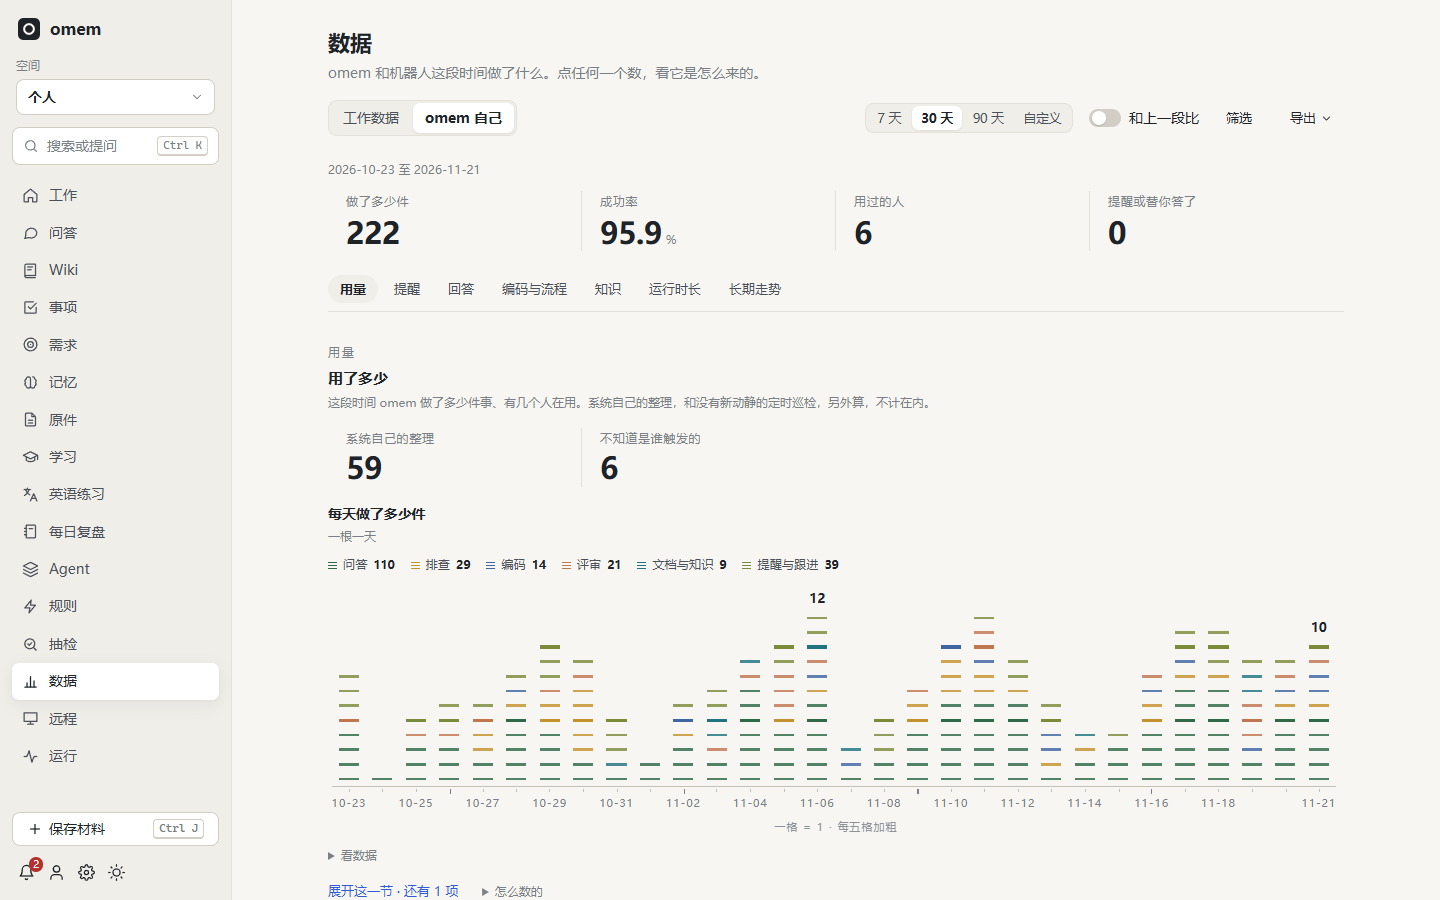 omem
空间
个人
搜索或提问 Ctrl K
工作
问答
Wiki
事项
需求
记忆
原件
学习
英语练习
每日复盘
Agent
规则
抽检
数据
远程
运行
保存材料 Ctrl J
2
数据
omem 和机器人这段时间做了什么。点任何一个数，看它是怎么来的。
工作数据 omem 自己
7 天 30 天 90 天 自定义 和上一段比 筛选 导出
2026-10-23 至 2026-11-21
做了多少件 成功率 用过的人 提醒或替你答了
222 95.9 % 6 0
用量 提醒 回答 编码与流程 知识 运行时长 长期走势
用量
用了多少
这段时间 omem 做了多少件事、有几个人在用。系统自己的整理，和没有新动静的定时巡检，另外算，不计在内。
系统自己的整理 不知道是谁触发的
59 6
每天做了多少件
一根一天
问答 110 排查 29 编码 14 评审 21 文档与知识 9 提醒与跟进 39
12
10
10-23 10-25 10-27 10-29 10-31 11-02 11-04 11-06 11-08 11-10 11-12 11-14 11-16 11-18 11-21
一格 = 1 · 每五格加粗
看数据
展开这一节 · 还有 1 项 怎么数的